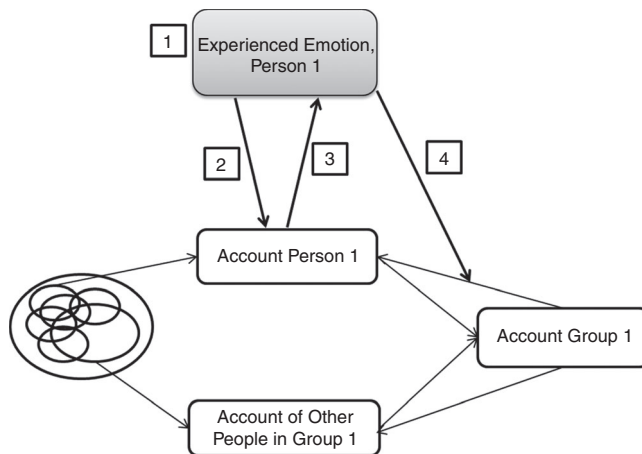 1
Experienced Emotion,
Person 1
2
3
4
Account Person 1
Account Group 1
Account of Other
People in Group 1